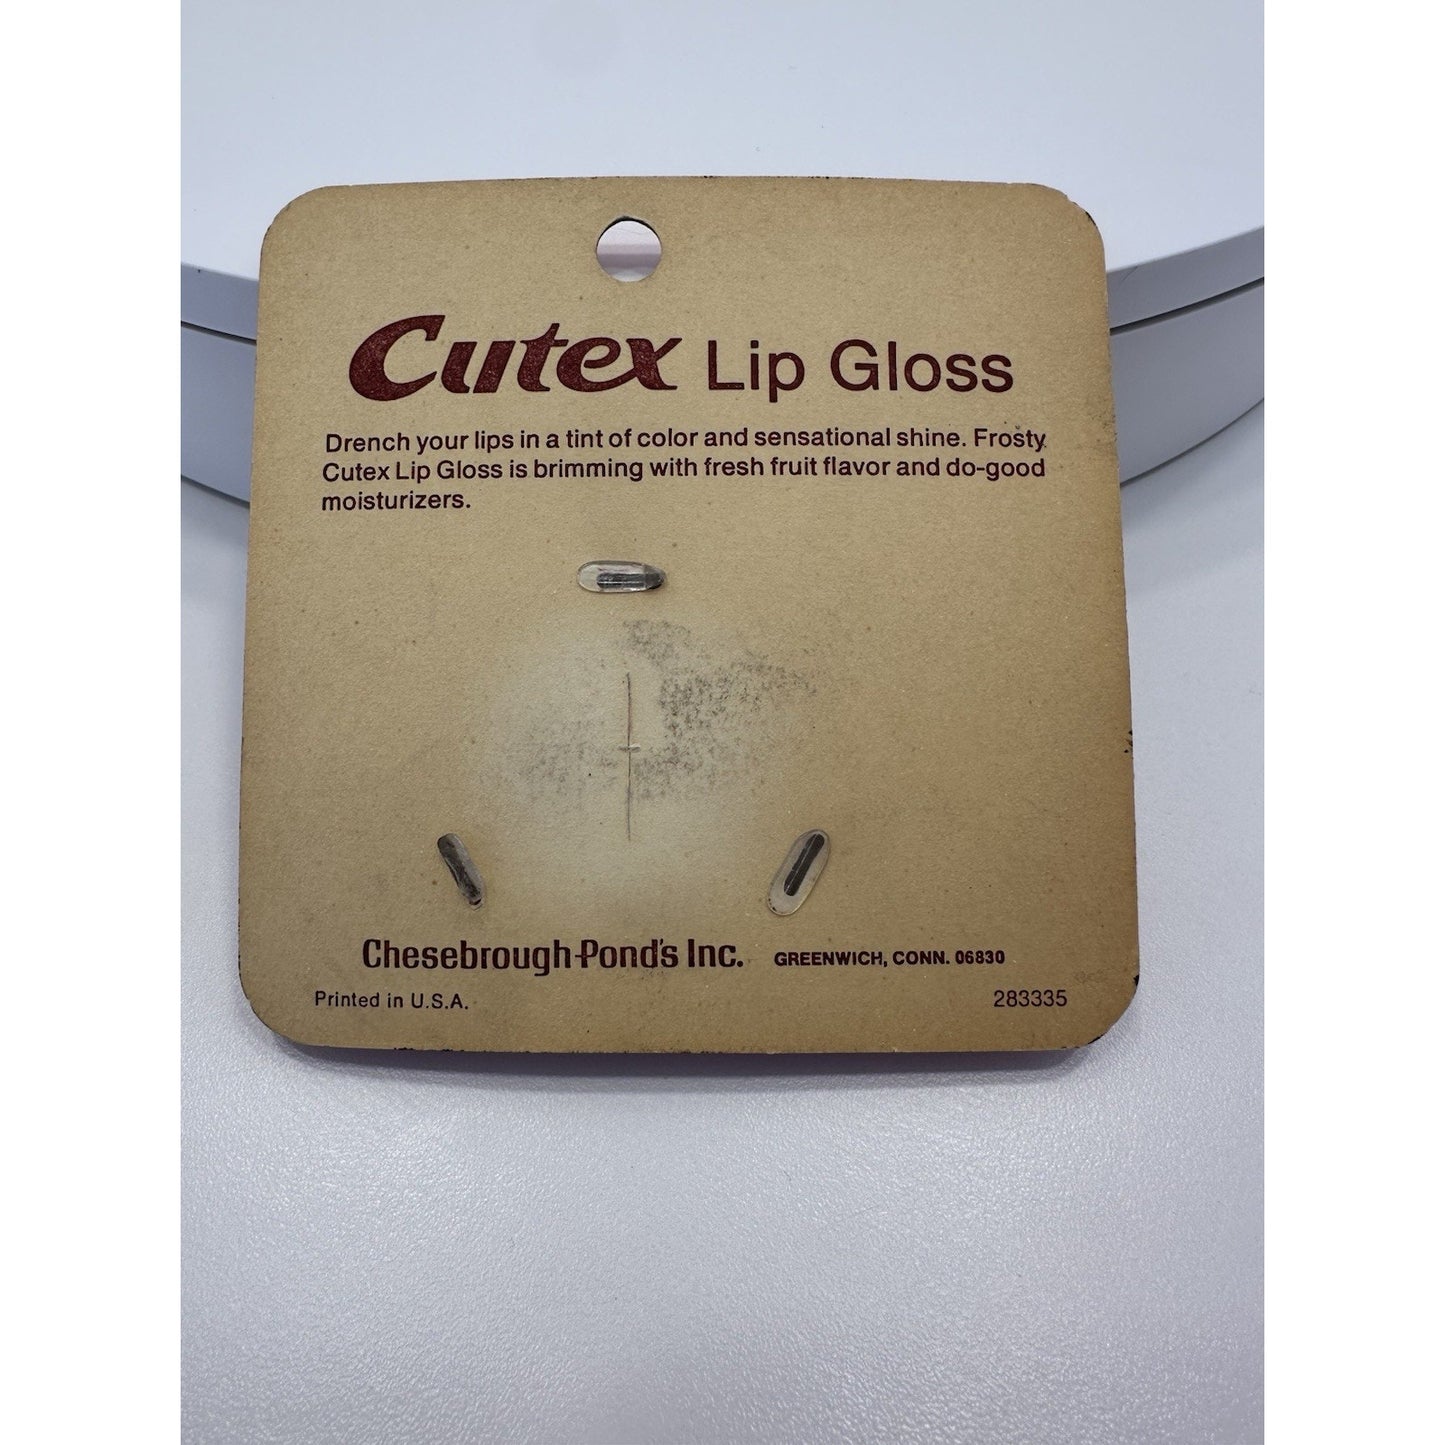 Cutex Lip Gloss
Drench your lips in a tint of color and sensational shine. Frosty
Cutex Lip Gloss is brimming with fresh fruit flavor and do-good
moisturizers.
Chesebrough-Pond's Inc. GREENWICH, CONN. 06830
Printed in U.S.A. 283335